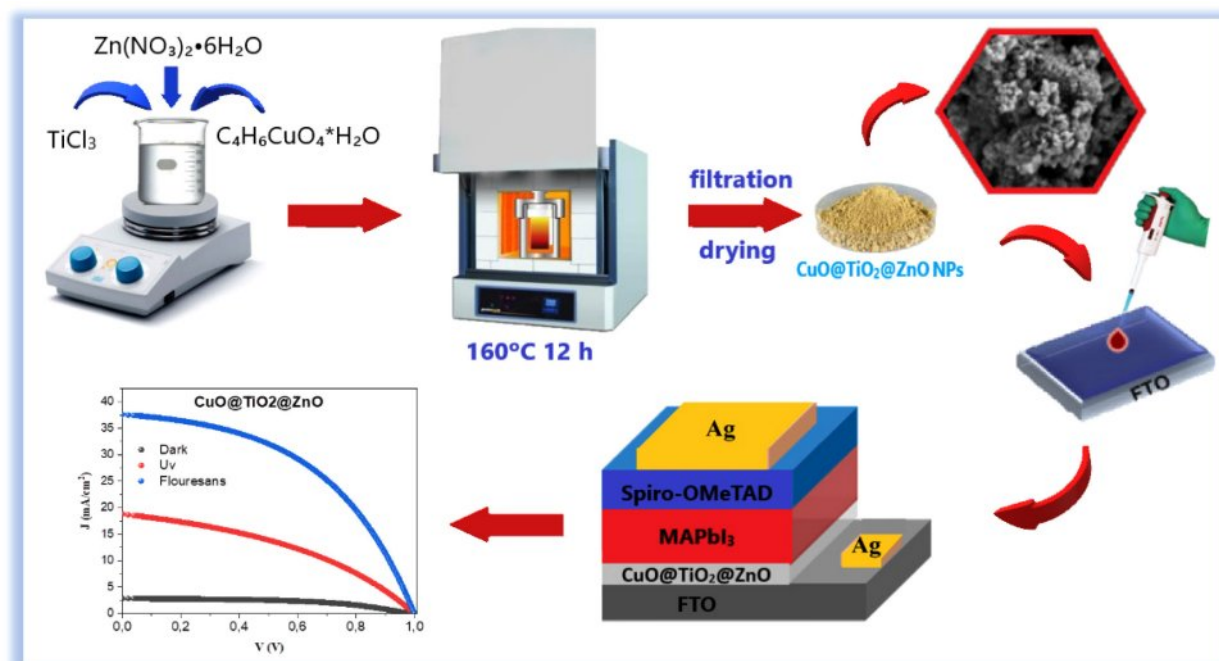 Zn(NO₃)₂•6H₂O
TiCl₃
C₄H₆CuO₄*H₂O
160°C 12 h
filtration
drying
CuO@TiO₂@ZnO NPs
FTO
CuO@TiO2@ZnO
Dark
Uv
Flouresans
J (mA/cm²)
40
35
30
25
20
15
10
5
0
0,0 0,2 0,4 0,6 0,8 1,0
V (V)
Ag
Spiro-OMeTAD
MAPbI₃
Ag
CuO@TiO₂@ZnO
FTO